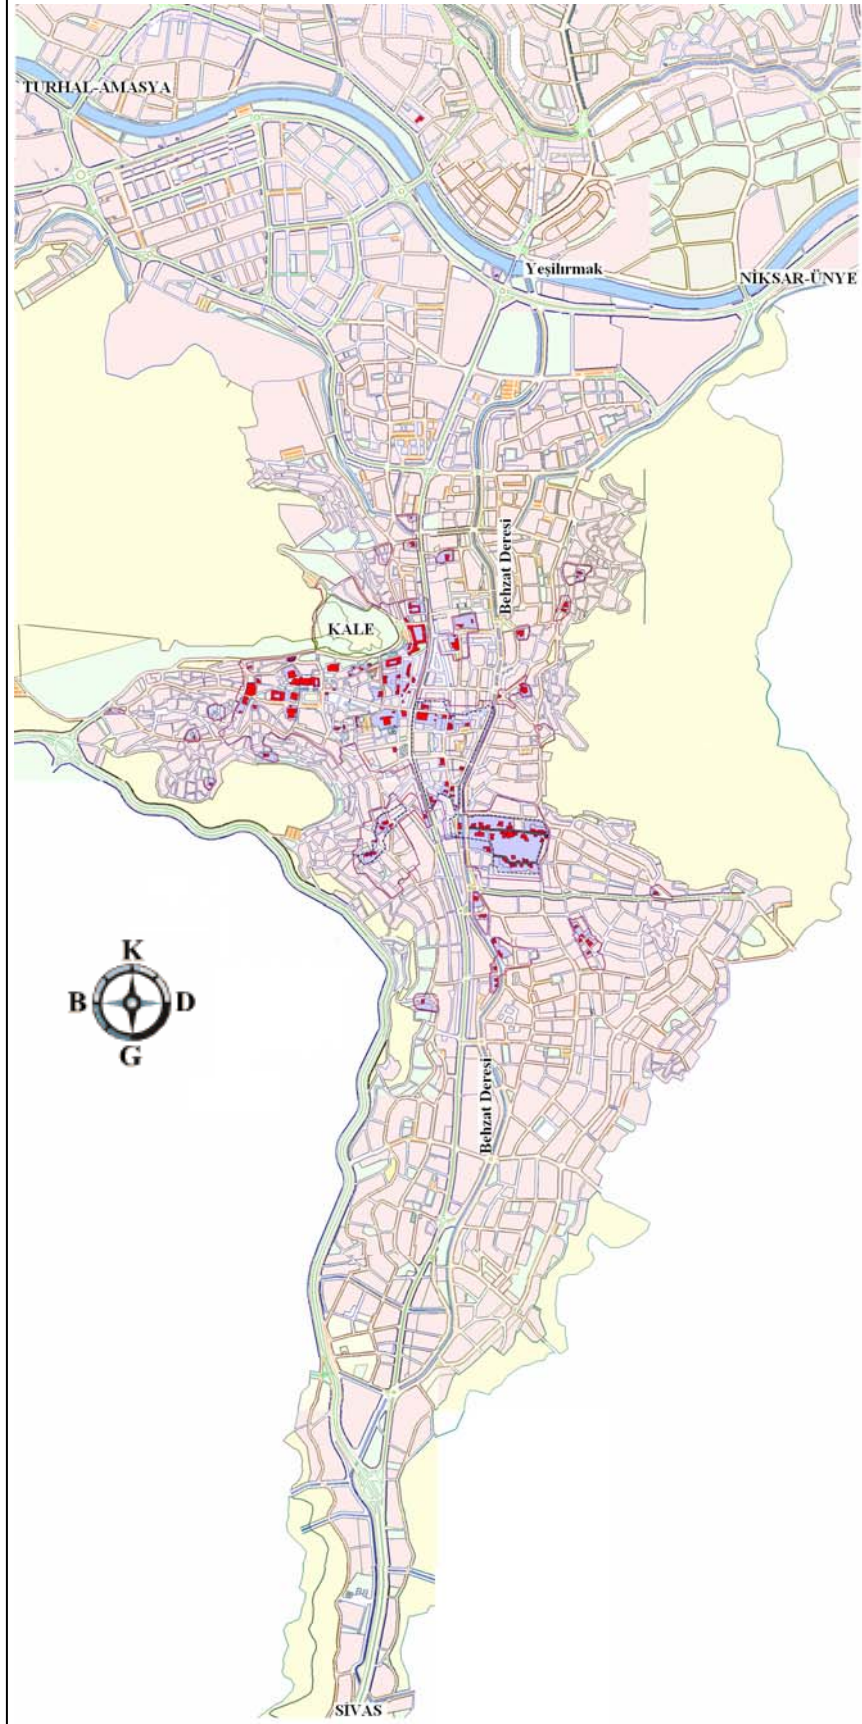 TURHAL-AMASYA
Yeşilırmak
NİKSAR-ÜNYE
Behzat Deresi
KALE
K
B D
G
Behzat Deresi
SİVAS